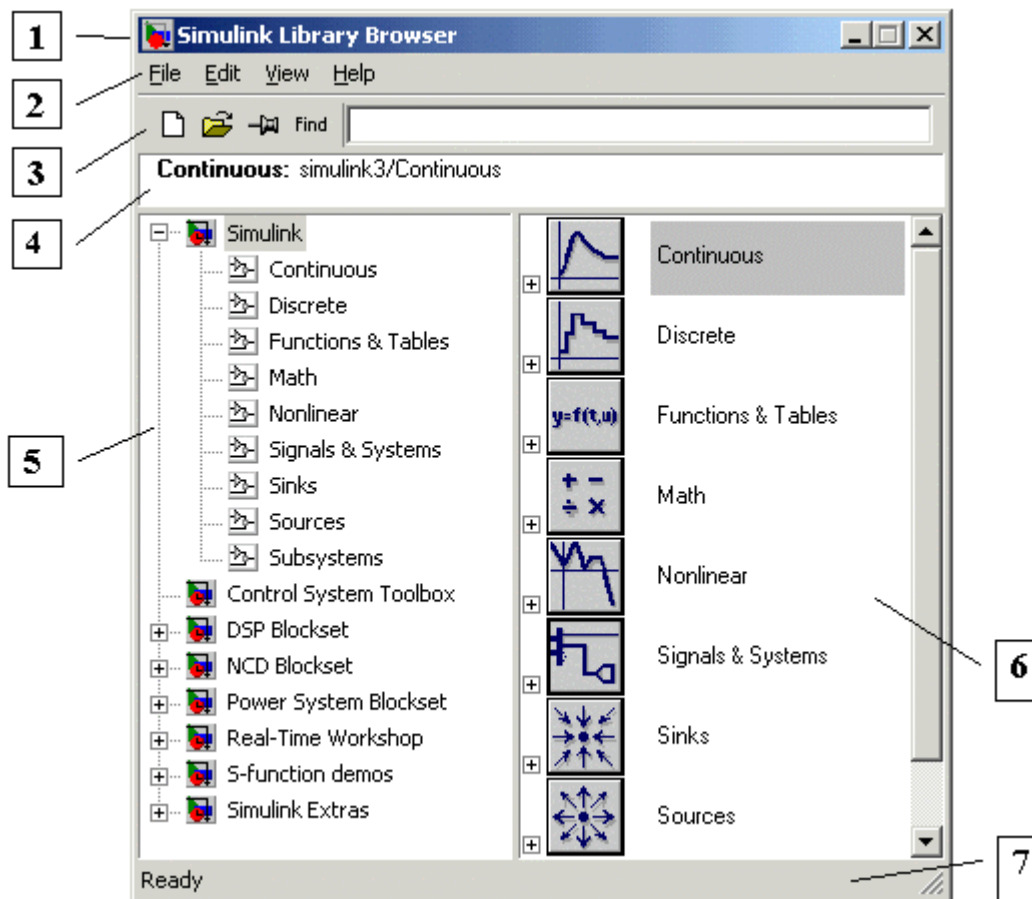 1
Simulink Library Browser
2
File Edit View Help
3
Find
4
Continuous: simulink3/Continuous
5
Simulink
Continuous
Discrete
Functions & Tables
Math
Nonlinear
Signals & Systems
Sinks
Sources
Subsystems
Control System Toolbox
DSP Blockset
NCD Blockset
Power System Blockset
Real-Time Workshop
S-function demos
Simulink Extras
Continuous
Discrete
y=f(t,u)
Functions & Tables
+ −
÷ ×
Math
Nonlinear
Signals & Systems
6
Sinks
Sources
7
Ready